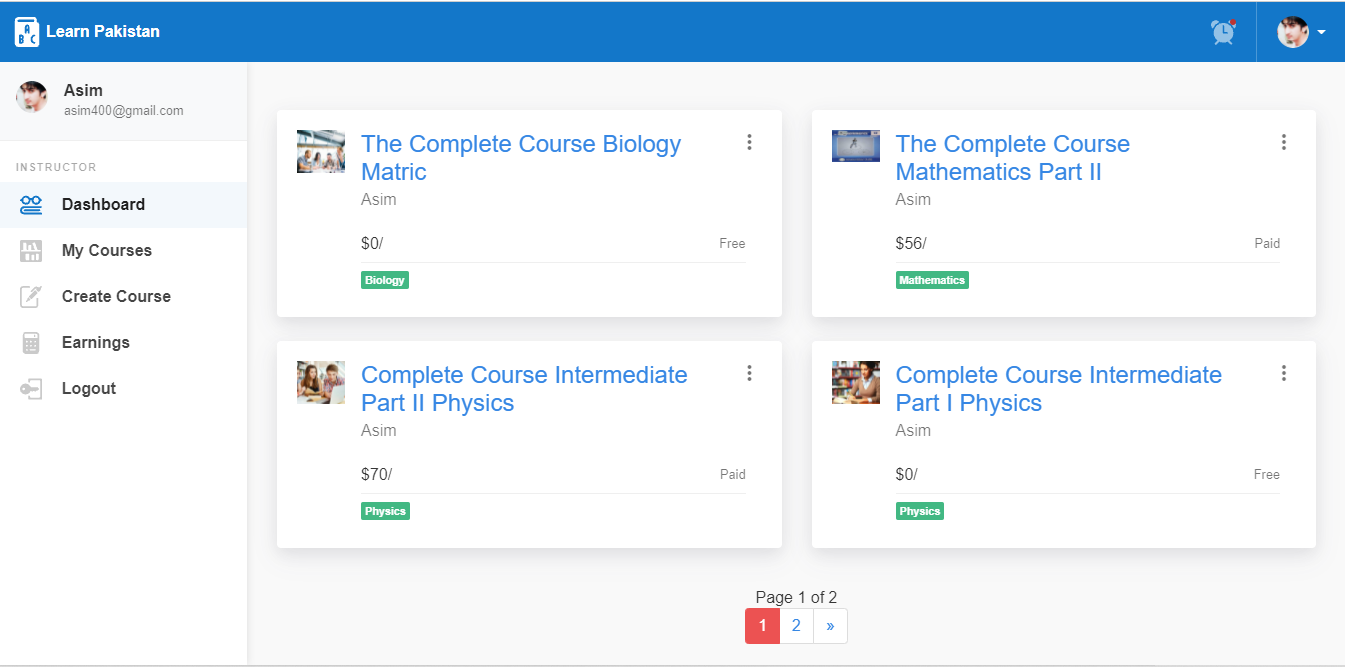 A
B C
Learn Pakistan
Asim
asim400@gmail.com
INSTRUCTOR
Dashboard
My Courses
Create Course
Earnings
Logout
The Complete Course Biology
Matric
Asim
$0/ Free
Biology
The Complete Course
Mathematics Part II
Asim
$56/ Paid
Mathematics
Complete Course Intermediate
Part II Physics
Asim
$70/ Paid
Physics
Complete Course Intermediate
Part I Physics
Asim
$0/ Free
Physics
Page 1 of 2
1 2 »